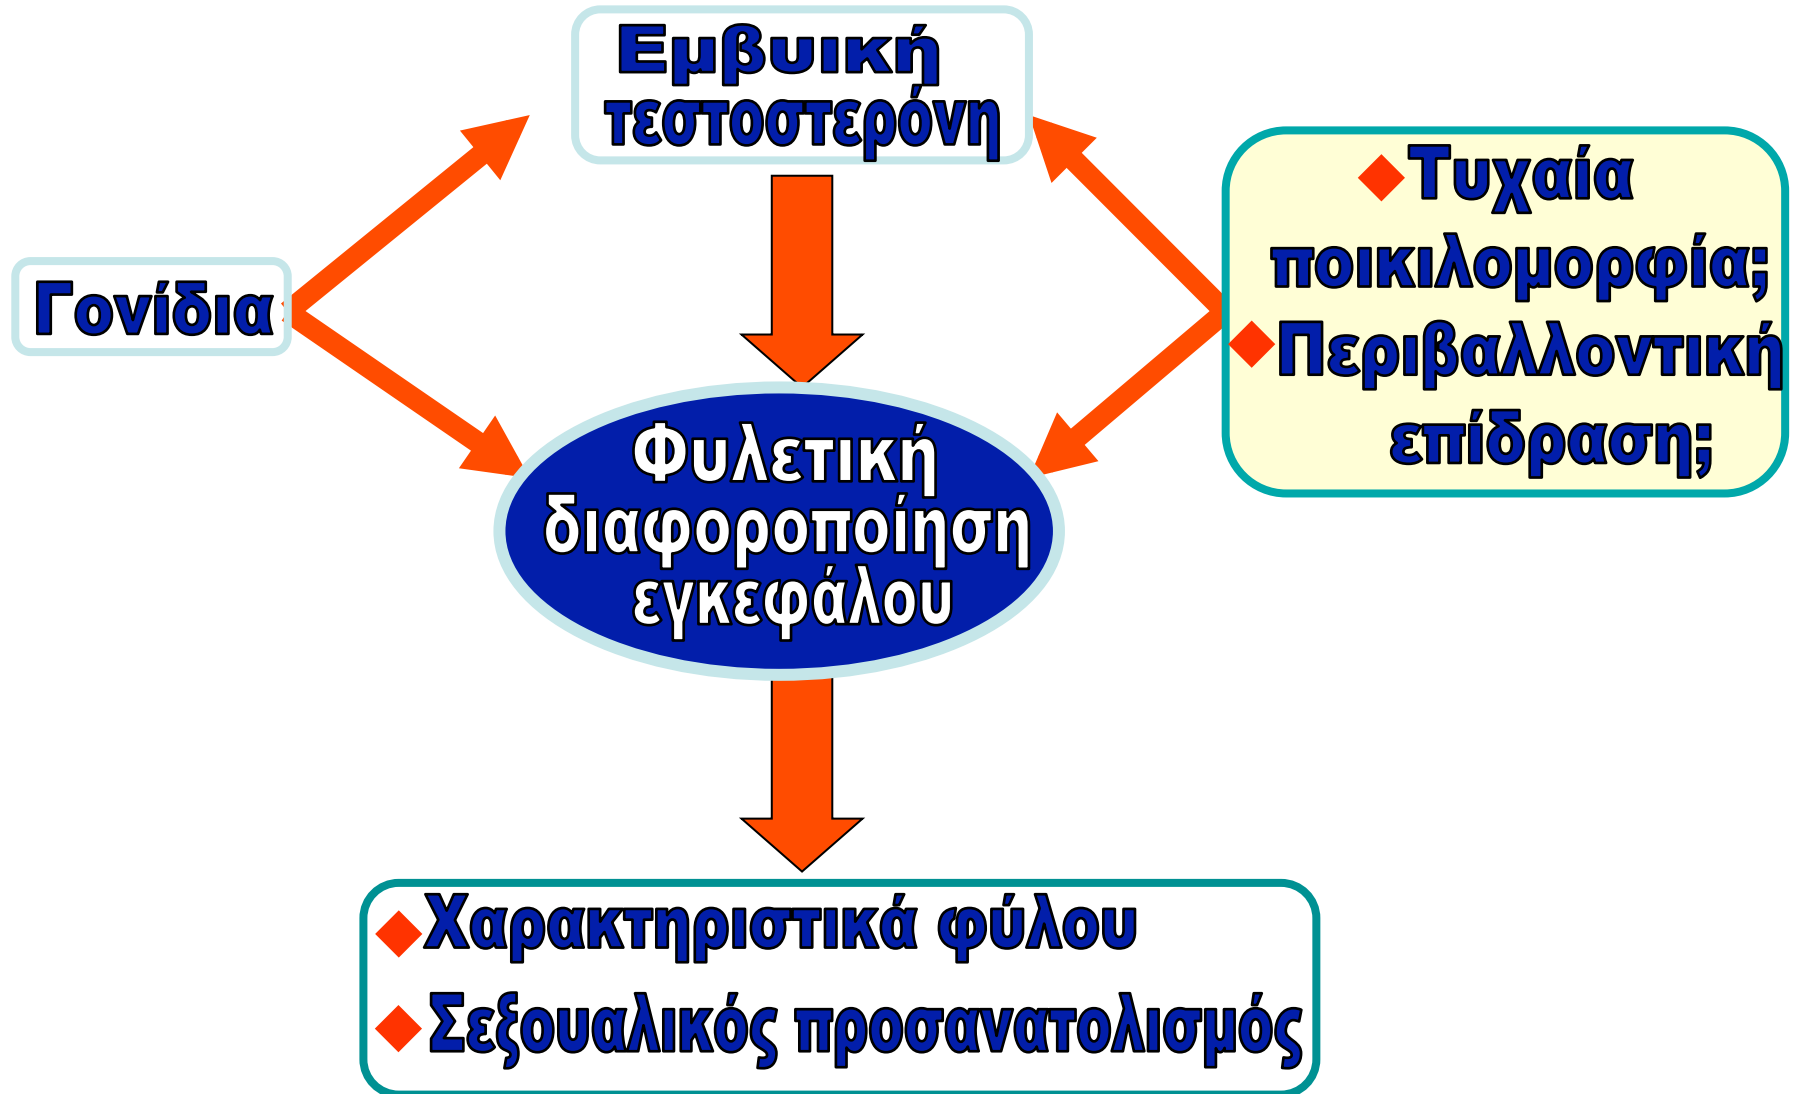 Εμβυική
τεστοστερόνη
Γονίδια
Τυχαία
ποικιλομορφία;
Περιβαλλοντική
επίδραση;
Φυλετική
διαφοροποίηση
εγκεφάλου
Χαρακτηριστικά φύλου
Σεξουαλικός προσανατολισμός